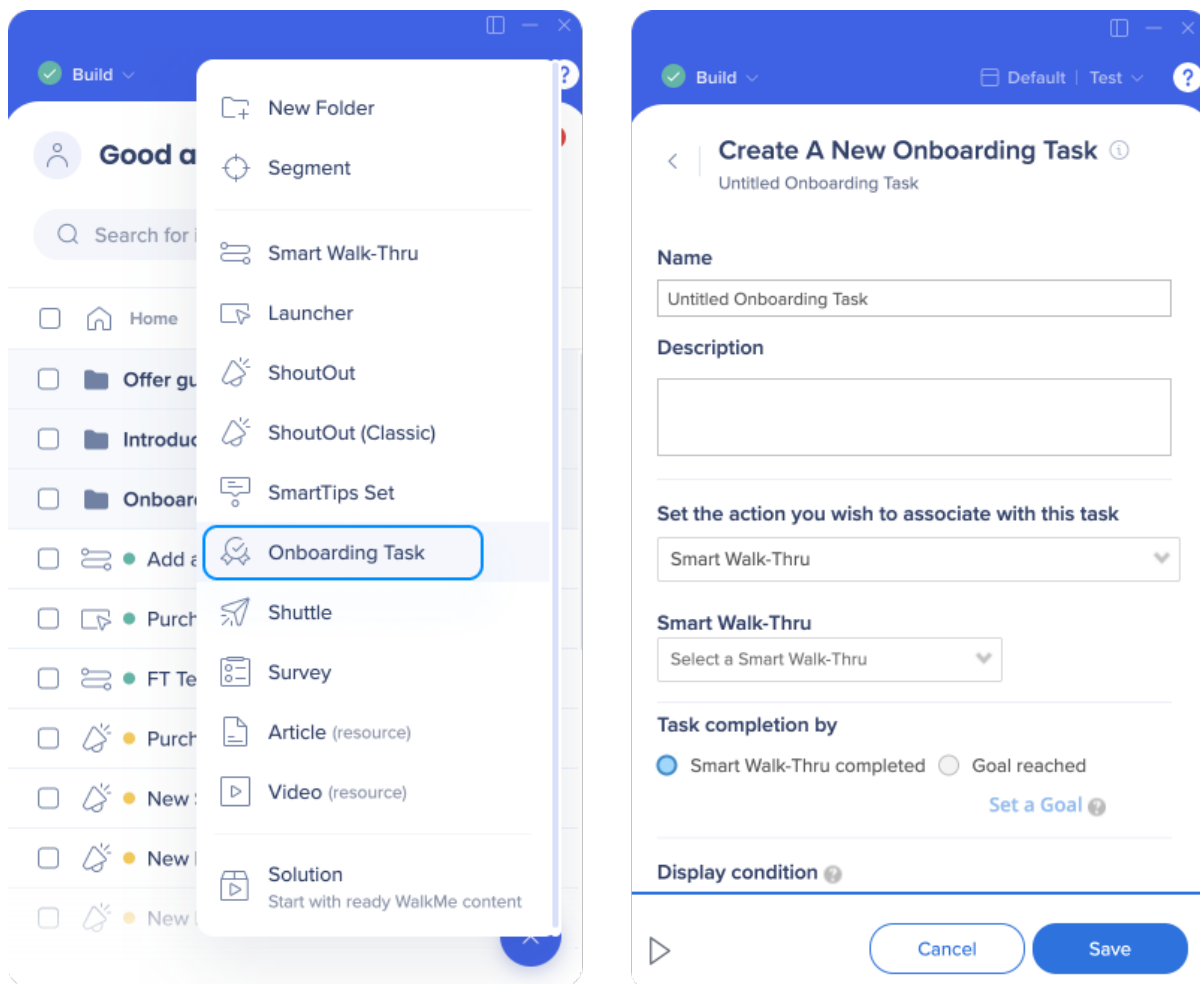 Build
?
Good a
Search for i
Home
Offer gu
Introduc
Onboar
Add a
Purch
FT Te
Purch
New S
New
New
New Folder
Segment
Smart Walk-Thru
Launcher
ShoutOut
ShoutOut (Classic)
SmartTips Set
Onboarding Task
Shuttle
Survey
Article (resource)
Video (resource)
Solution
Start with ready WalkMe content
Build
Default | Test
?
Create A New Onboarding Task
Untitled Onboarding Task
Name
Untitled Onboarding Task
Description
Set the action you wish to associate with this task
Smart Walk-Thru
Smart Walk-Thru
Select a Smart Walk-Thru
Task completion by
Smart Walk-Thru completed Goal reached
Set a Goal ?
Display condition ?
Cancel Save